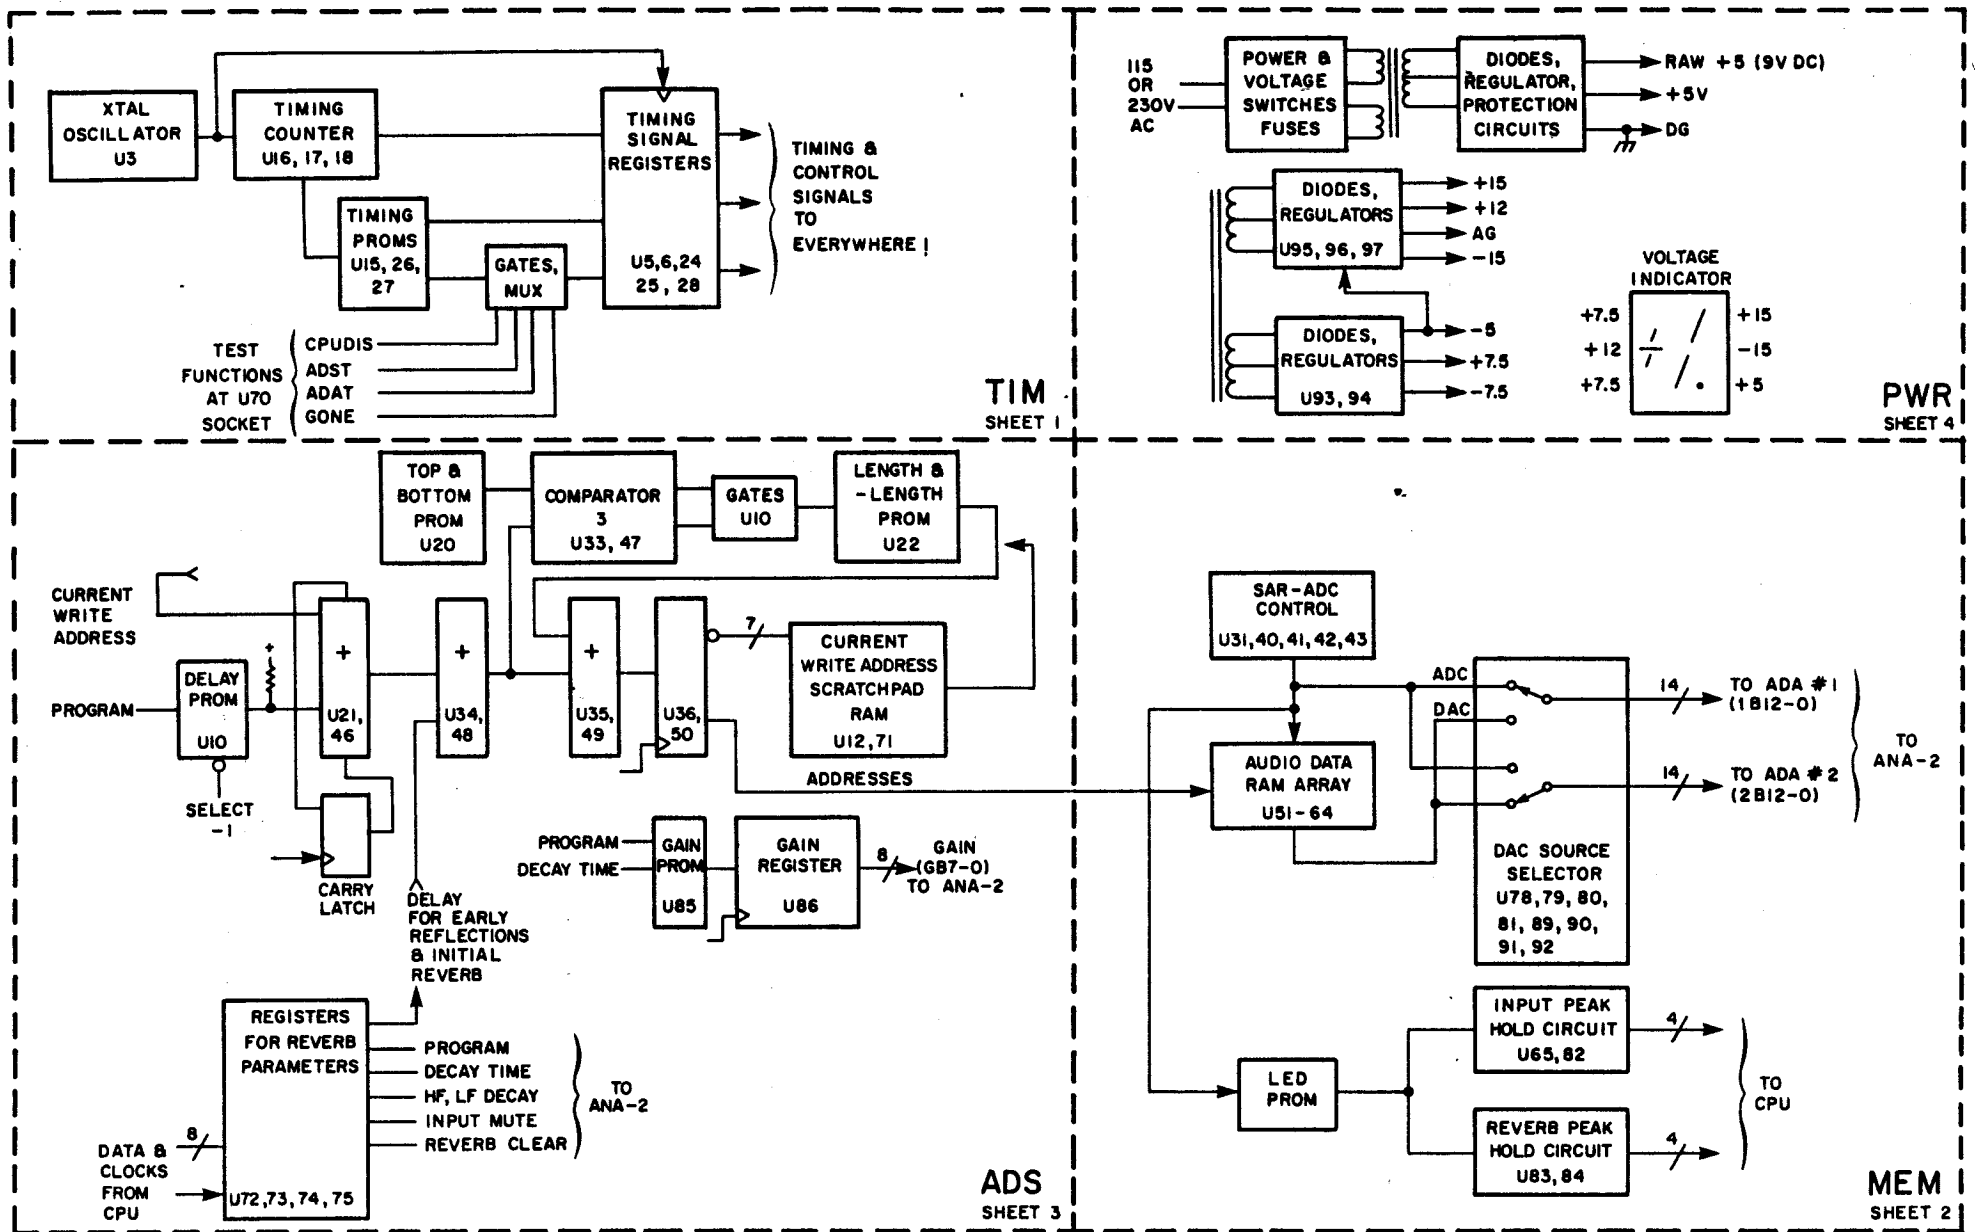 XTAL
OSCILLATOR
U3
TIMING
COUNTER
U16, 17, 18
TIMING
PROMS
U15, 26,
27
GATES,
MUX
TIMING
SIGNAL
REGISTERS
U5,6,24
25, 28
TIMING &
CONTROL
SIGNALS
TO
EVERYWHERE!
TEST
FUNCTIONS
AT U70
SOCKET
CPUDIS
ADST
ADAT
GONE
TIM
SHEET 1
115
OR
230V
AC
POWER &
VOLTAGE
SWITCHES
FUSES
DIODES,
REGULATOR,
PROTECTION
CIRCUITS
RAW +5 (9V DC)
+5V
DG
DIODES,
REGULATORS
U95, 96, 97
+15
+12
AG
-15
DIODES,
REGULATORS
U93, 94
-5
+7.5
-7.5
VOLTAGE
INDICATOR
+7.5
+12
+7.5
+15
-15
+5
PWR
SHEET 4
TOP &
BOTTOM
PROM
U20
COMPARATOR
3
U33, 47
GATES
U10
LENGTH &
-LENGTH
PROM
U22
CURRENT
WRITE
ADDRESS
PROGRAM
DELAY
PROM
U10
SELECT
-1
+
+
U21,
46
CARRY
LATCH
+
U34,
48
+
U35,
49
U36,
50
7
CURRENT
WRITE ADDRESS
SCRATCHPAD
RAM
U12,71
ADDRESSES
DELAY
FOR EARLY
REFLECTIONS
& INITIAL
REVERB
PROGRAM
DECAY TIME
GAIN
PROM
U85
GAIN
REGISTER
U86
8
GAIN
(GB7-0)
TO ANA-2
REGISTERS
FOR REVERB
PARAMETERS
U72,73, 74, 75
PROGRAM
DECAY TIME
HF, LF DECAY
INPUT MUTE
REVERB CLEAR
TO
ANA-2
8
DATA &
CLOCKS
FROM
CPU
ADS
SHEET 3
SAR-ADC
CONTROL
U31,40, 41, 42, 43
ADC
DAC
AUDIO DATA
RAM ARRAY
U51-64
DAC SOURCE
SELECTOR
U78,79, 80,
81, 89, 90,
91, 92
14
TO ADA #1
(1B12-0)
14
TO ADA #2
(2B12-0)
TO
ANA-2
LED
PROM
INPUT PEAK
HOLD CIRCUIT
U65,82
4
REVERB PEAK
HOLD CIRCUIT
U83, 84
4
TO
CPU
MEM
SHEET 2